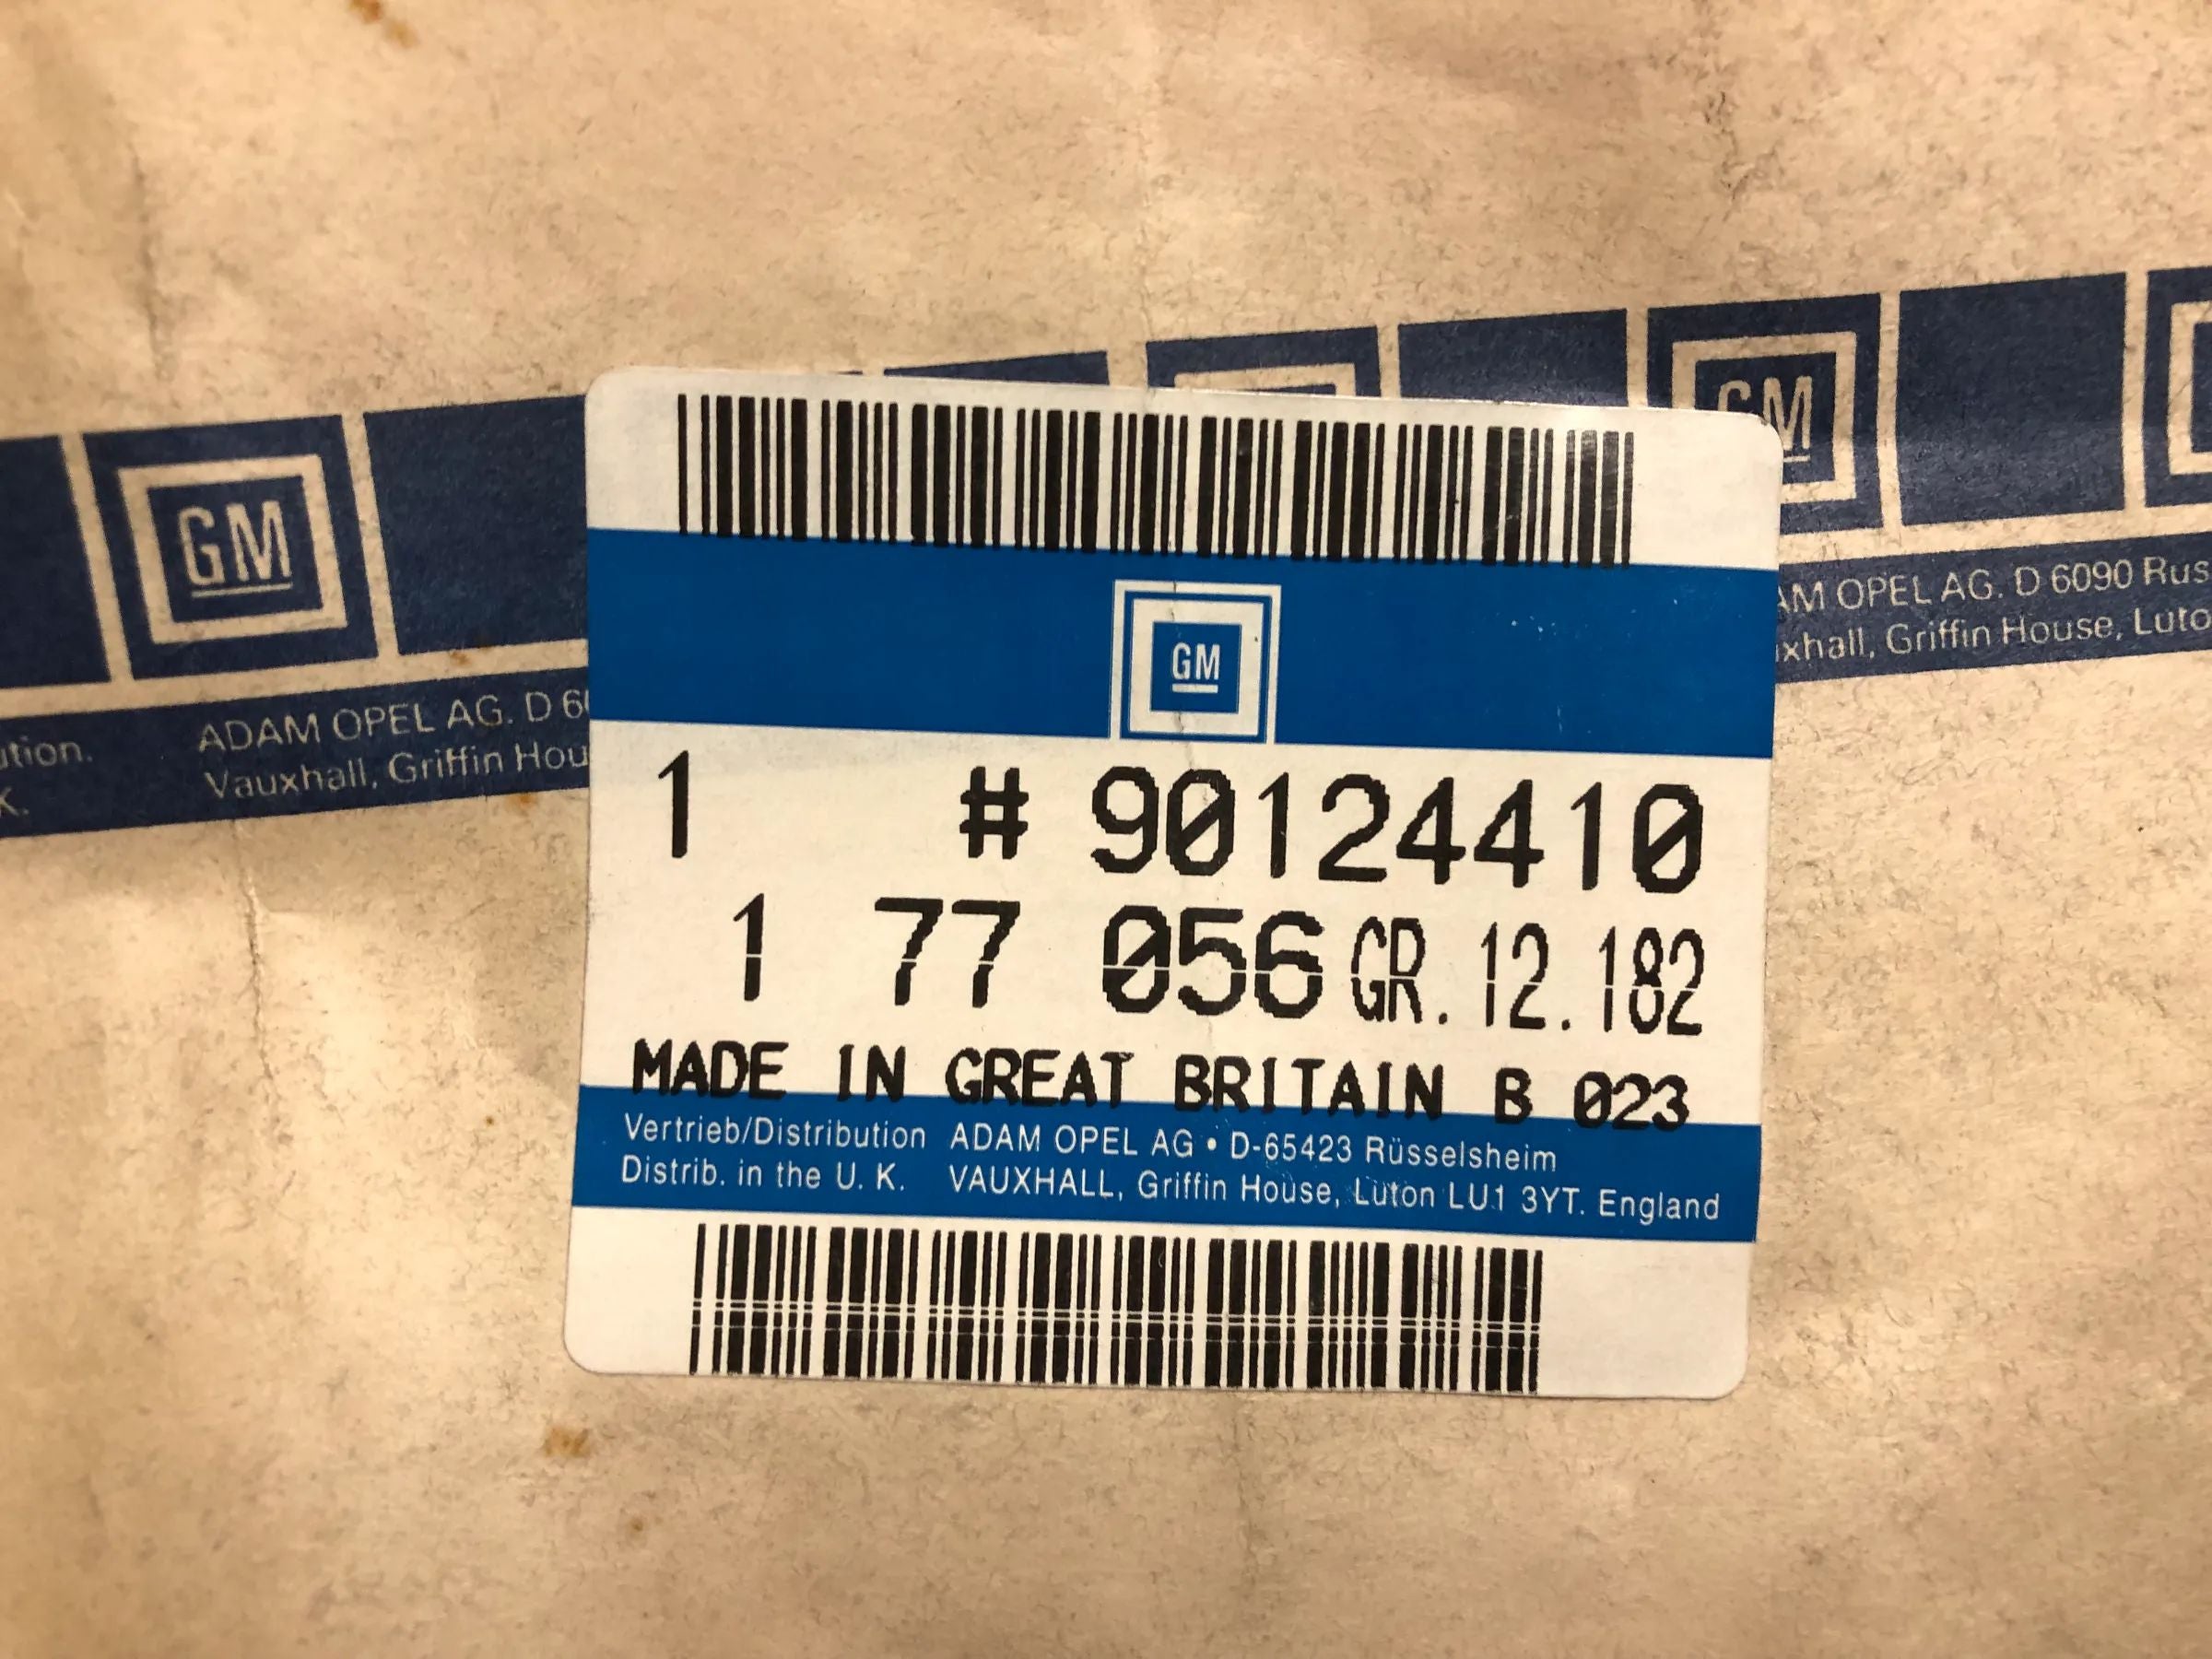 GM
GM
ution.
K.
ADAM OPEL AG. D 6
Vauxhall, Griffin Hou
AM OPEL AG. D 6090 Rus
xhall, Griffin House, Luto
GM
1 # 90124410
1 77 056 GR. 12.182
MADE IN GREAT BRITAIN B 023
Vertrieb/Distribution ADAM OPEL AG • D-65423 Rüsselsheim
Distrib. in the U. K. VAUXHALL, Griffin House, Luton LU1 3YT. England